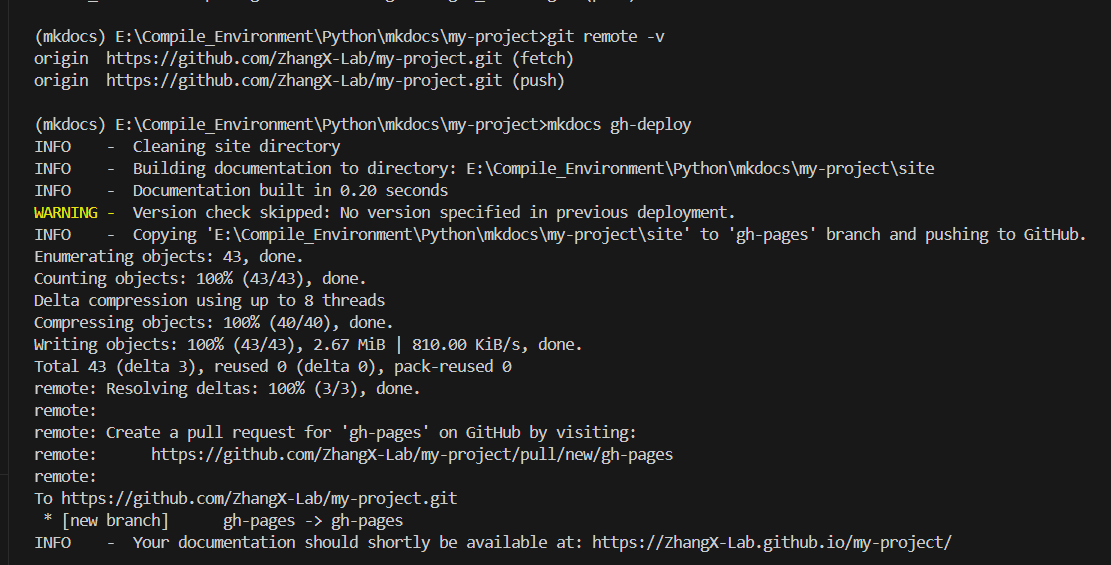 (mkdocs) E:\Compile_Environment\Python\mkdocs\my-project>git remote -v
origin  https://github.com/ZhangX-Lab/my-project.git (fetch)
origin  https://github.com/ZhangX-Lab/my-project.git (push)
(mkdocs) E:\Compile_Environment\Python\mkdocs\my-project>mkdocs gh-deploy
INFO    -  Cleaning site directory
INFO    -  Building documentation to directory: E:\Compile_Environment\Python\mkdocs\my-project\site
INFO    -  Documentation built in 0.20 seconds
WARNING -  Version check skipped: No version specified in previous deployment.
INFO    -  Copying 'E:\Compile_Environment\Python\mkdocs\my-project\site' to 'gh-pages' branch and pushing to GitHub.
Enumerating objects: 43, done.
Counting objects: 100% (43/43), done.
Delta compression using up to 8 threads
Compressing objects: 100% (40/40), done.
Writing objects: 100% (43/43), 2.67 MiB | 810.00 KiB/s, done.
Total 43 (delta 3), reused 0 (delta 0), pack-reused 0
remote: Resolving deltas: 100% (3/3), done.
remote:
remote: Create a pull request for 'gh-pages' on GitHub by visiting:
remote:      https://github.com/ZhangX-Lab/my-project/pull/new/gh-pages
remote:
To https://github.com/ZhangX-Lab/my-project.git
 * [new branch]      gh-pages -> gh-pages
INFO    -  Your documentation should shortly be available at: https://ZhangX-Lab.github.io/my-project/